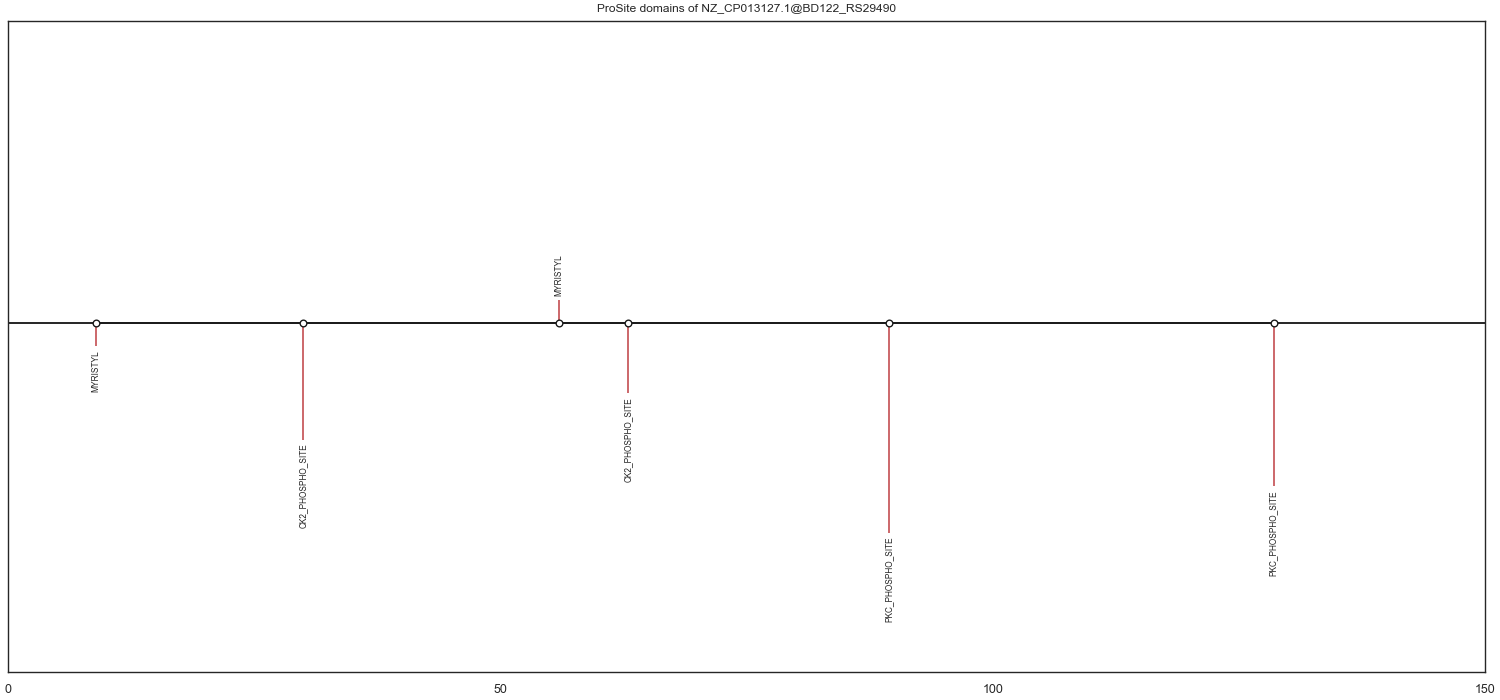 ProSite domains of NZ_CP013127.1@BD122_RS29490
MYRISTYL
MYRISTYL
CK2_PHOSPHO_SITE
CK2_PHOSPHO_SITE
PKC_PHOSPHO_SITE
PKC_PHOSPHO_SITE
0 50 100 150